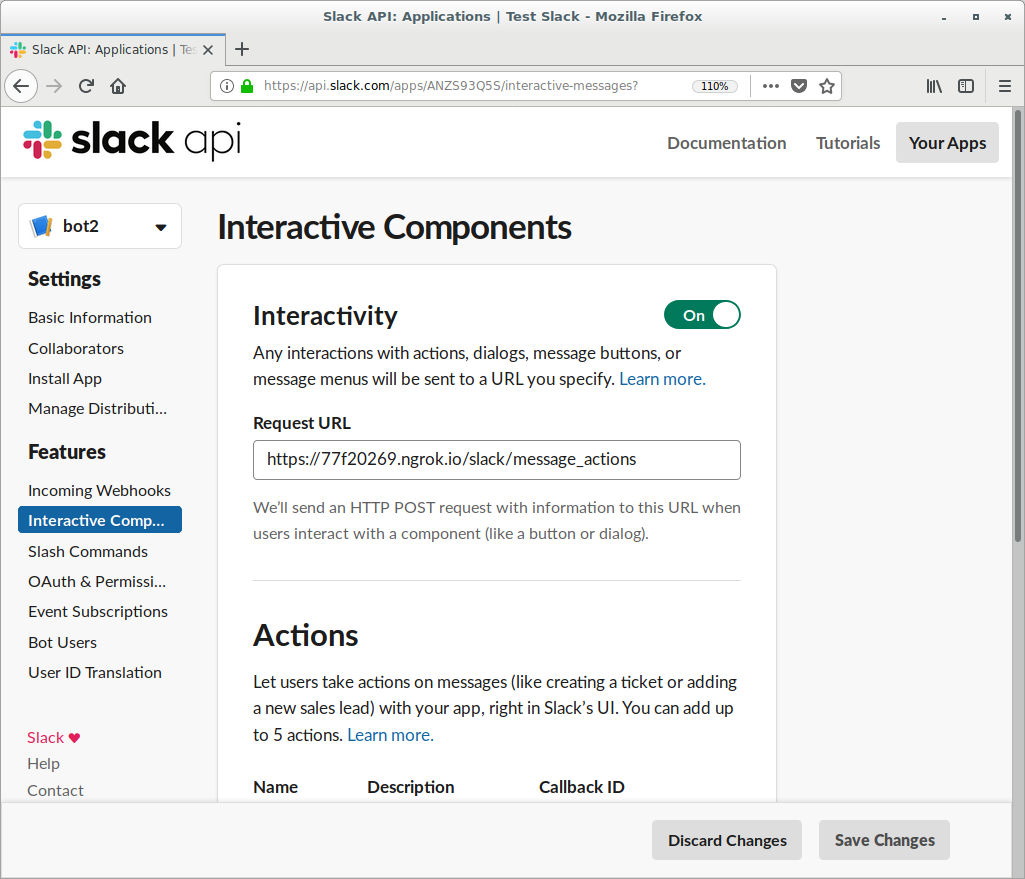 Slack API: Applications | Test Slack - Mozilla Firefox
Slack API: Applications | Tes
https://api.slack.com/apps/ANZS93Q5S/interactive-messages?
110%
slack api
Documentation
Tutorials
Your Apps
bot2
Settings
Basic Information
Collaborators
Install App
Manage Distributi...
Features
Incoming Webhooks
Interactive Comp...
Slash Commands
OAuth & Permissi...
Event Subscriptions
Bot Users
User ID Translation
Slack ♥
Help
Contact
Interactive Components
Interactivity
On
Any interactions with actions, dialogs, message buttons, or
message menus will be sent to a URL you specify. Learn more.
Request URL
https://77f20269.ngrok.io/slack/message_actions
We'll send an HTTP POST request with information to this URL when
users interact with a component (like a button or dialog).
Actions
Let users take actions on messages (like creating a ticket or adding
a new sales lead) with your app, right in Slack's UI. You can add up
to 5 actions. Learn more.
Name Description Callback ID
Discard Changes
Save Changes